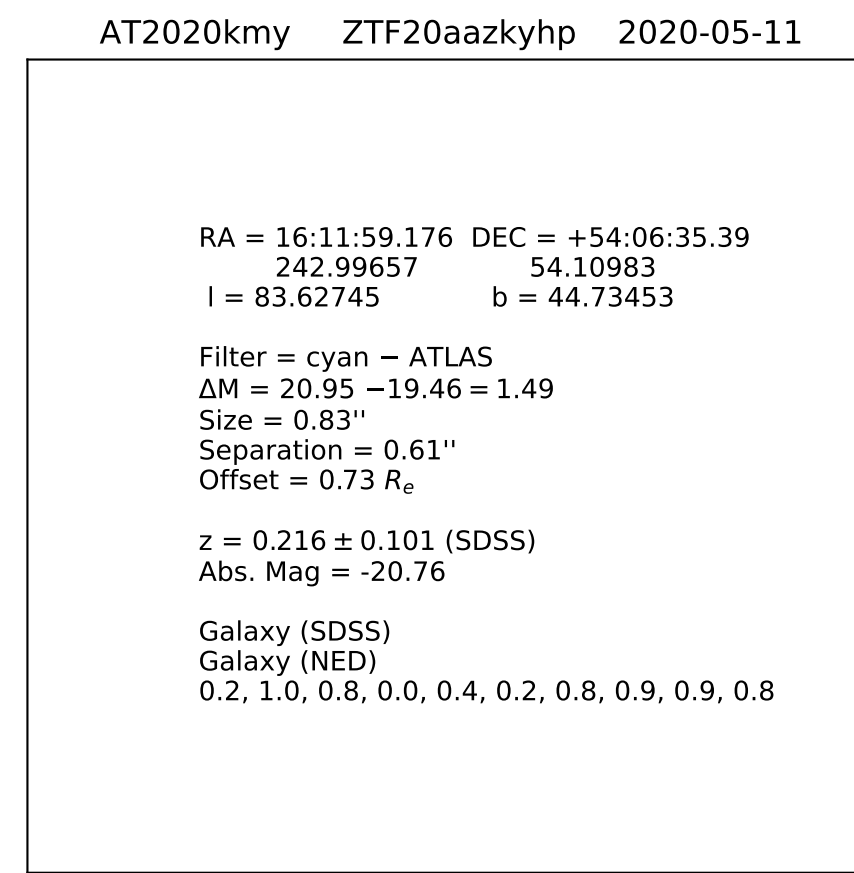 AT2020kmy ZTF20aazkyhp 2020-05-11
RA = 16:11:59.176 DEC = +54:06:35.39
242.99657 54.10983
l = 83.62745 b = 44.73453
Filter = cyan − ATLAS
ΔM = 20.95 −19.46 = 1.49
Size = 0.83''
Separation = 0.61''
Offset = 0.73 Re
z = 0.216 ± 0.101 (SDSS)
Abs. Mag = -20.76
Galaxy (SDSS)
Galaxy (NED)
0.2, 1.0, 0.8, 0.0, 0.4, 0.2, 0.8, 0.9, 0.9, 0.8